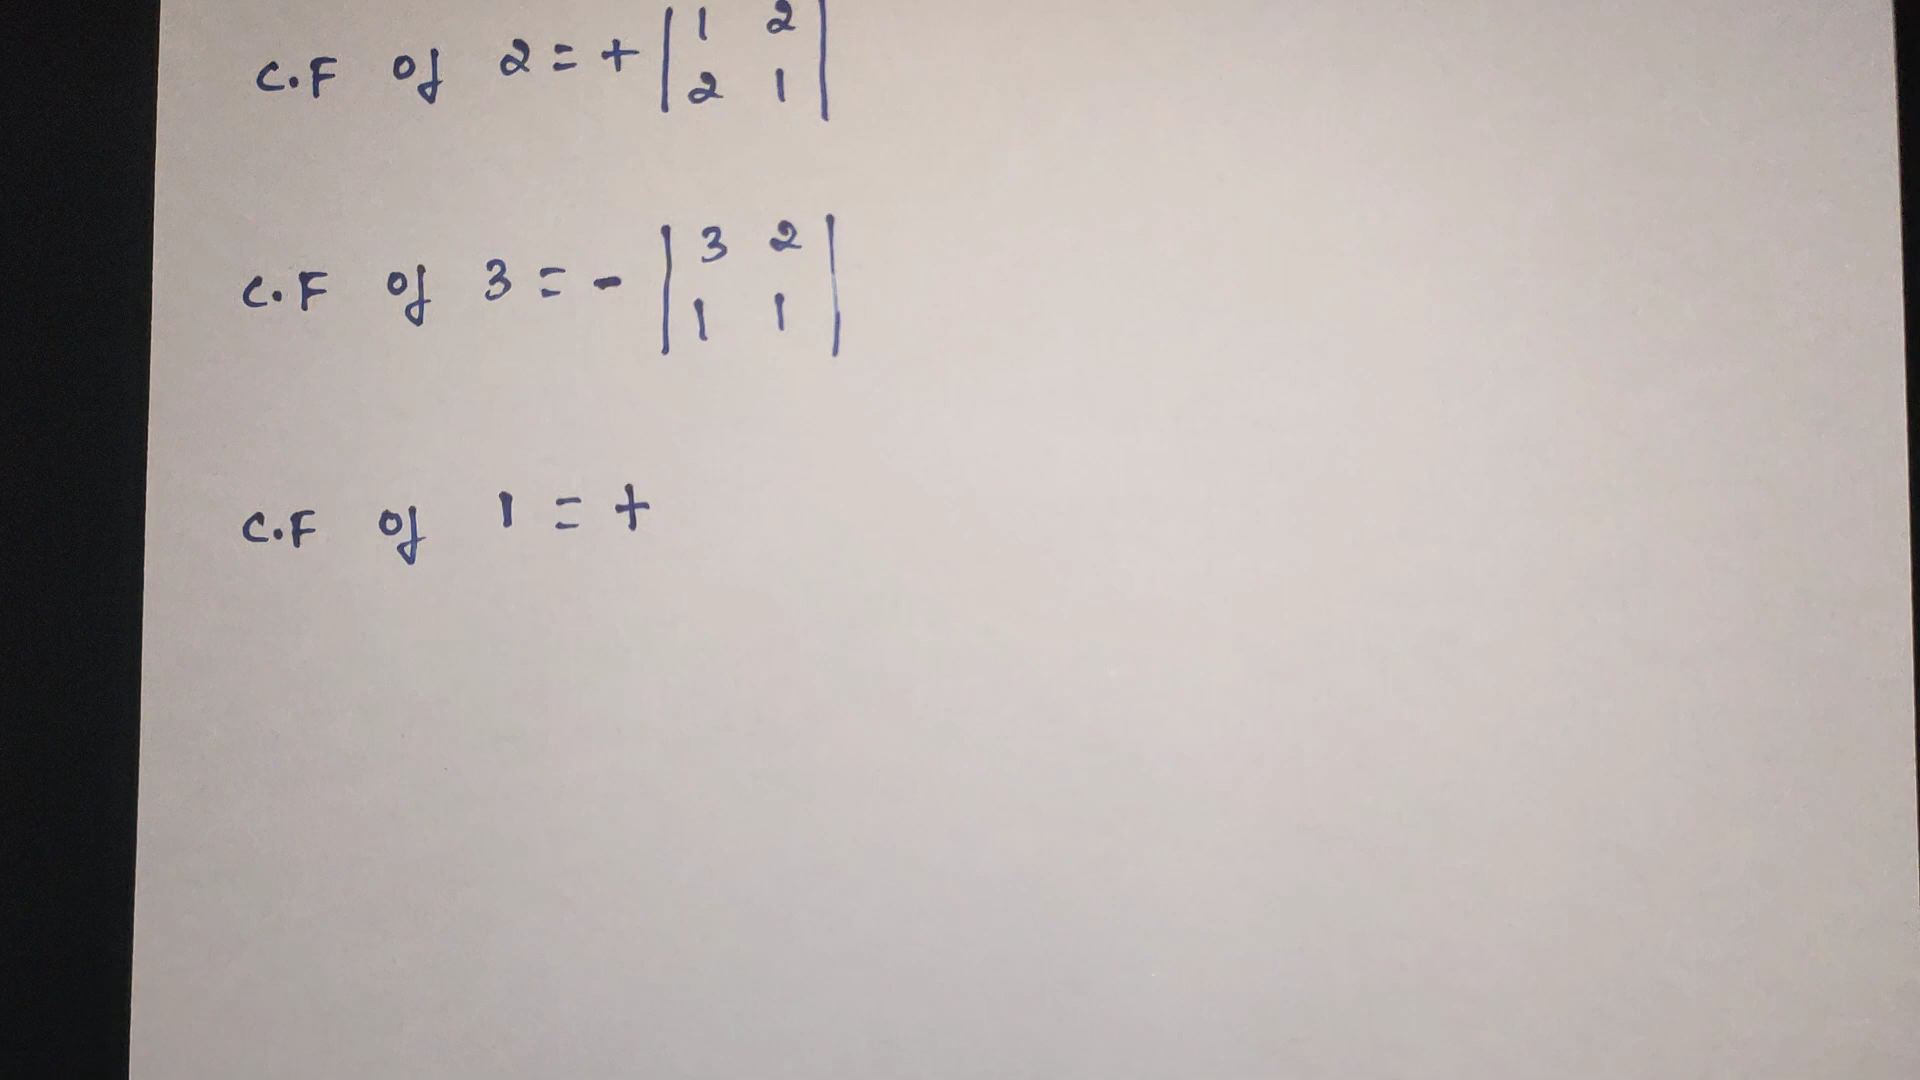 C.F of 2 = + | 1 2 |
| 2 1 |
C.F of 3 = - | 3 2 |
| 1 1 |
C.F of 1 = +